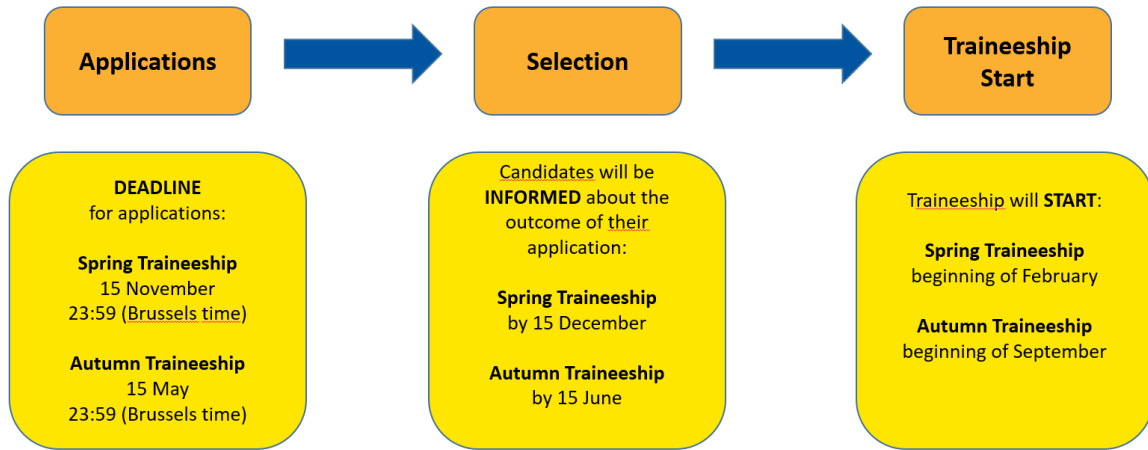 Applications
Selection
Traineeship
Start
DEADLINE
for applications:
Spring Traineeship
15 November
23:59 (Brussels time)
Autumn Traineeship
15 May
23:59 (Brussels time)
Candidates will be
INFORMED about the
outcome of their
application:
Spring Traineeship
by 15 December
Autumn Traineeship
by 15 June
Traineeship will START:
Spring Traineeship
beginning of February
Autumn Traineeship
beginning of September